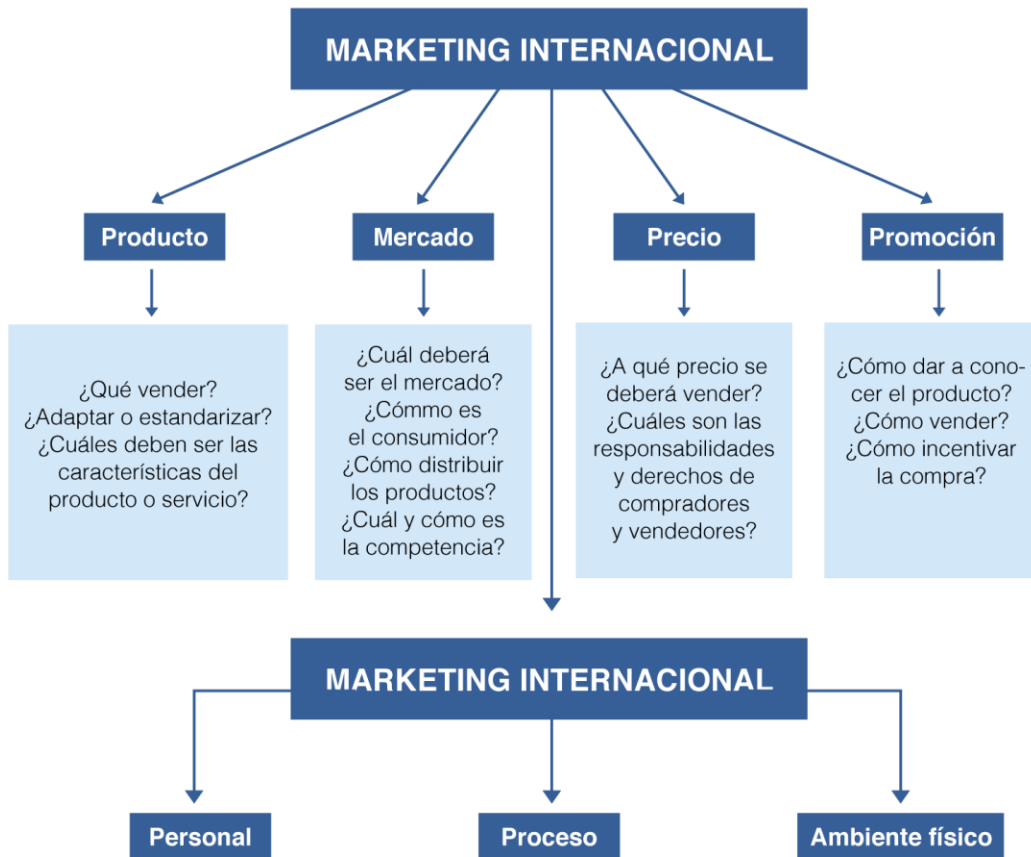 MARKETING INTERNACIONAL
Producto
Mercado
Precio
Promoción
¿Qué vender?
¿Adaptar o estandarizar?
¿Cuáles deben ser las
características del
producto o servicio?
¿Cuál deberá
ser el mercado?
¿Cómmo es
el consumidor?
¿Cómo distribuir
los productos?
¿Cuál y cómo es
la competencia?
¿A qué precio se
deberá vender?
¿Cuáles son las
responsabilidades
y derechos de
compradores
y vendedores?
¿Cómo dar a cono-
cer el producto?
¿Cómo vender?
¿Cómo incentivar
la compra?
MARKETING INTERNACIONAL
Personal
Proceso
Ambiente físico